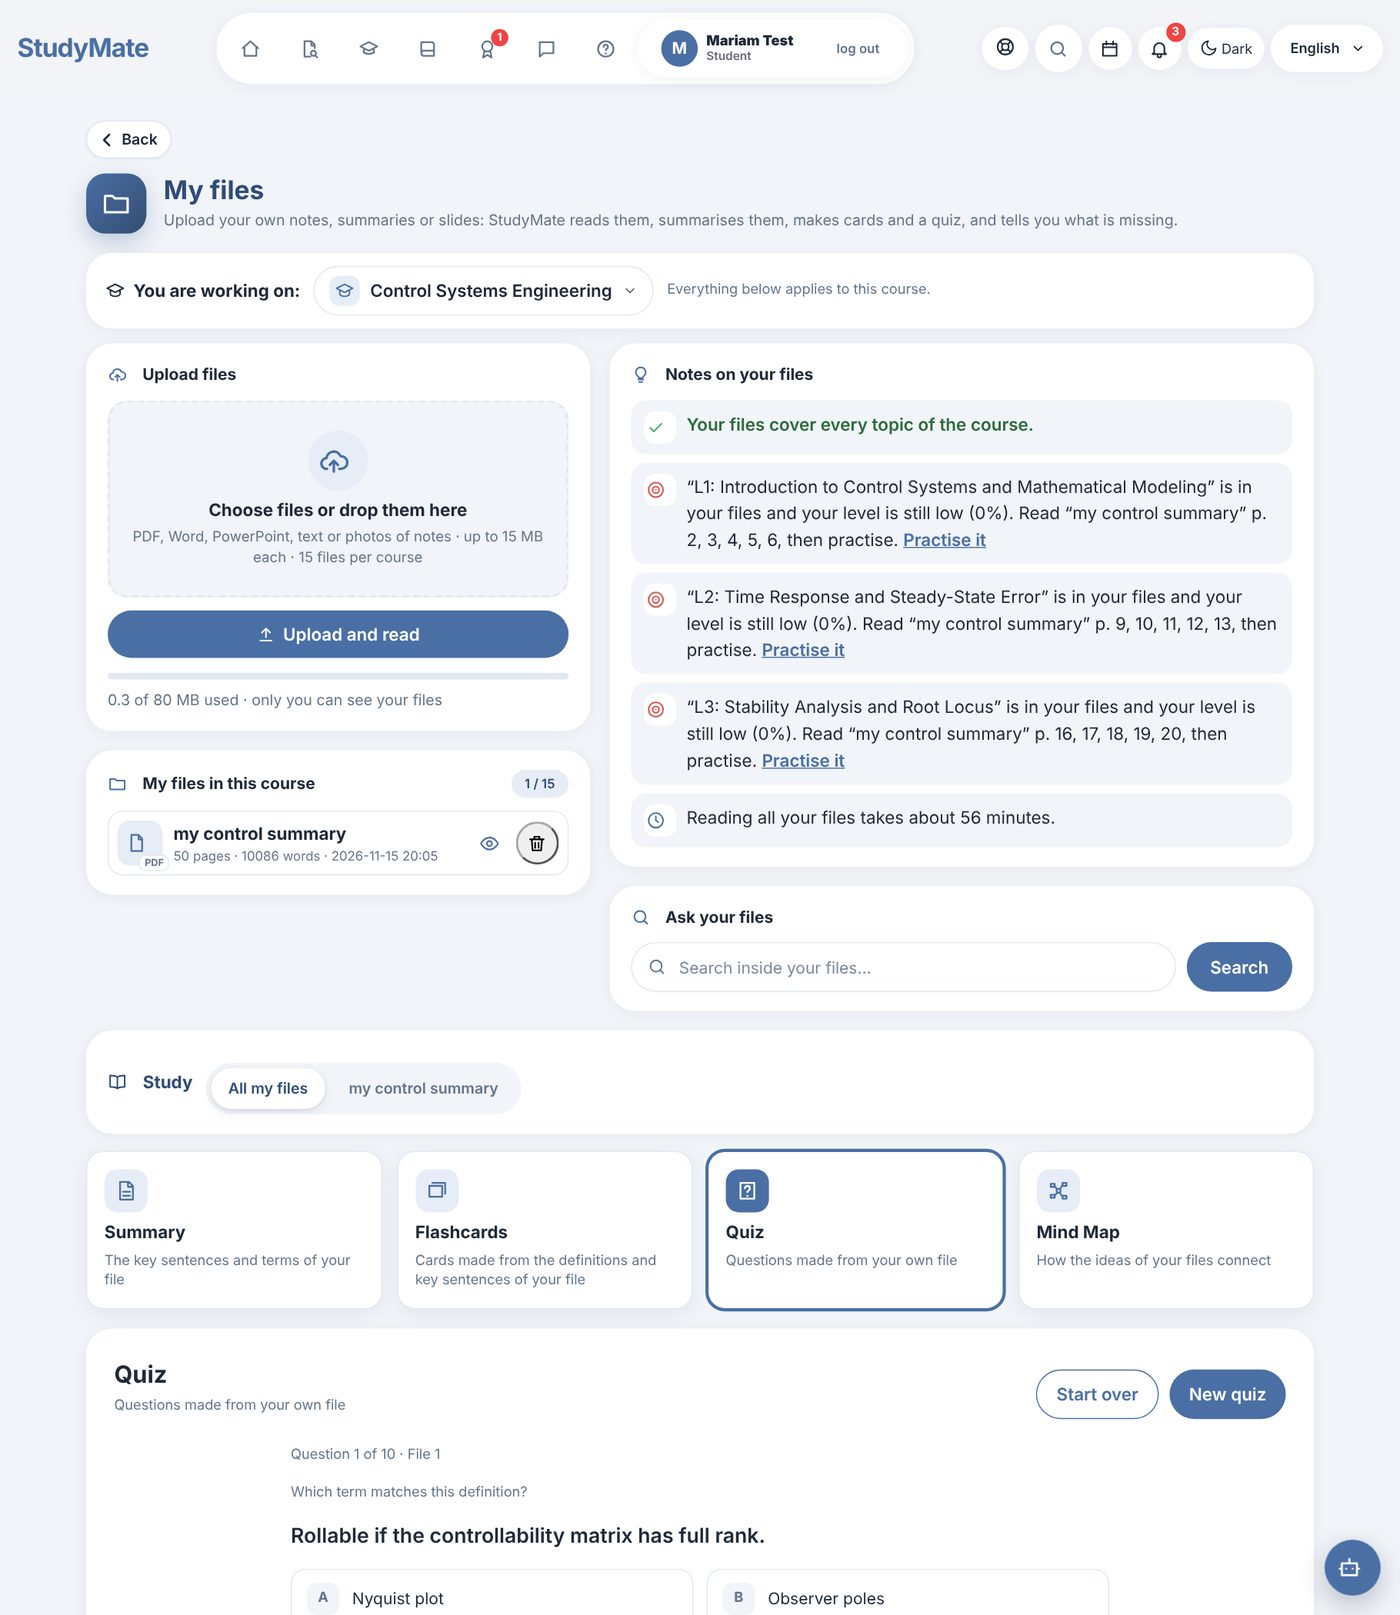 StudyMate
1
M
Mariam Test
Student
log out
3
Dark
English
Back
My files
Upload your own notes, summaries or slides: StudyMate reads them, summarises them, makes cards and a quiz, and tells you what is missing.
You are working on:
Control Systems Engineering
Everything below applies to this course.
Upload files
Choose files or drop them here
PDF, Word, PowerPoint, text or photos of notes · up to 15 MB
each · 15 files per course
Upload and read
0.3 of 80 MB used · only you can see your files
My files in this course
1 / 15
my control summary
50 pages · 10086 words · 2026-11-15 20:05
PDF
Notes on your files
Your files cover every topic of the course.
“L1: Introduction to Control Systems and Mathematical Modeling” is in
your files and your level is still low (0%). Read “my control summary” p.
2, 3, 4, 5, 6, then practise. Practise it
“L2: Time Response and Steady-State Error” is in your files and your
level is still low (0%). Read “my control summary” p. 9, 10, 11, 12, 13, then
practise. Practise it
“L3: Stability Analysis and Root Locus” is in your files and your level is
still low (0%). Read “my control summary” p. 16, 17, 18, 19, 20, then
practise. Practise it
Reading all your files takes about 56 minutes.
Ask your files
Search inside your files...
Search
Study
All my files
my control summary
Summary
The key sentences and terms of your
file
Flashcards
Cards made from the definitions and
key sentences of your file
Quiz
Questions made from your own file
Mind Map
How the ideas of your files connect
Quiz
Questions made from your own file
Start over
New quiz
Question 1 of 10 · File 1
Which term matches this definition?
Rollable if the controllability matrix has full rank.
A
Nyquist plot
B
Observer poles